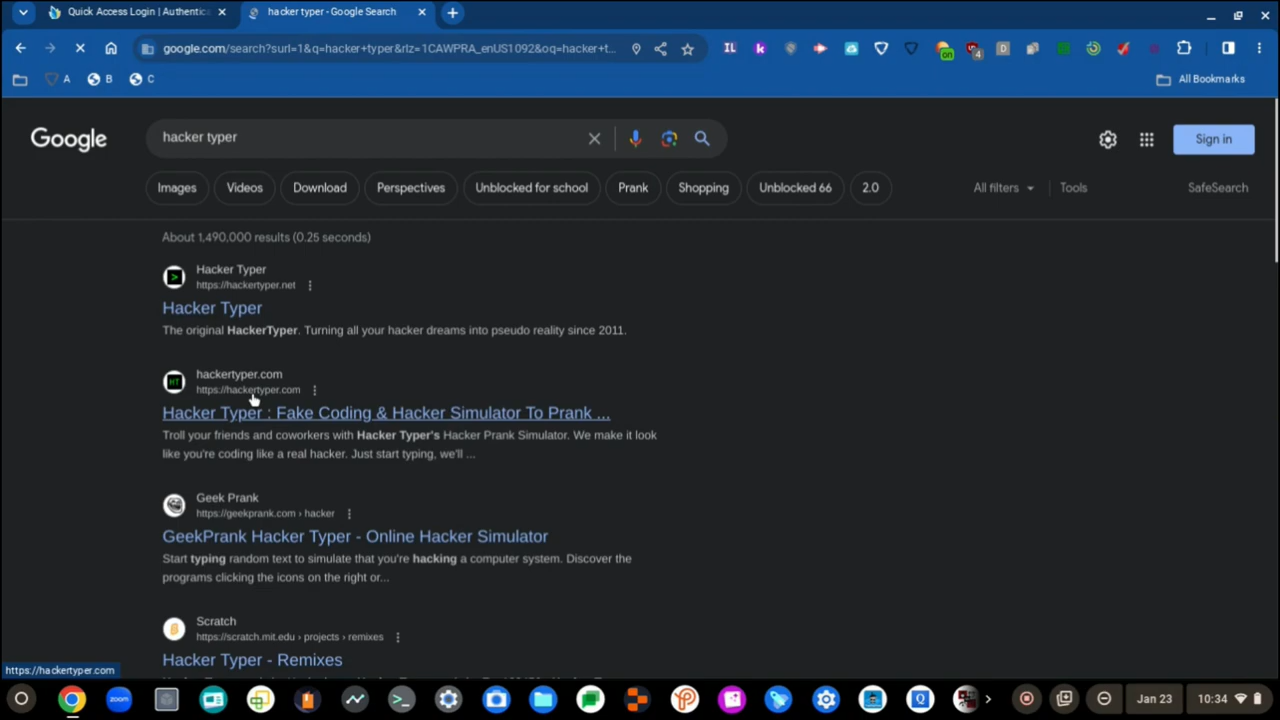 Quick Access Login | Authentic
hacker typer - Google Search
google.com/search?surl=1&q=hacker+typer&rlz=1CAWPRA_enUS1092&oq=hacker+t...
IL
k
on
4
D
A
B
C
All Bookmarks
Google
hacker typer
Sign in
Images
Videos
Download
Perspectives
Unblocked for school
Prank
Shopping
Unblocked 66
2.0
All filters
Tools
SafeSearch
About 1,490,000 results (0.25 seconds)
Hacker Typer
https://hackertyper.net
Hacker Typer
The original HackerTyper. Turning all your hacker dreams into pseudo reality since 2011.
HT
hackertyper.com
https://hackertyper.com
Hacker Typer : Fake Coding & Hacker Simulator To Prank ...
Troll your friends and coworkers with Hacker Typer's Hacker Prank Simulator. We make it look
like you're coding like a real hacker. Just start typing, we'll ...
Geek Prank
https://geekprank.com › hacker
GeekPrank Hacker Typer - Online Hacker Simulator
Start typing random text to simulate that you're hacking a computer system. Discover the
programs clicking the icons on the right or...
Scratch
https://scratch.mit.edu › projects › remixes
Hacker Typer - Remixes
https://hackertyper.com
zoom
Q
Jan 23
10:34